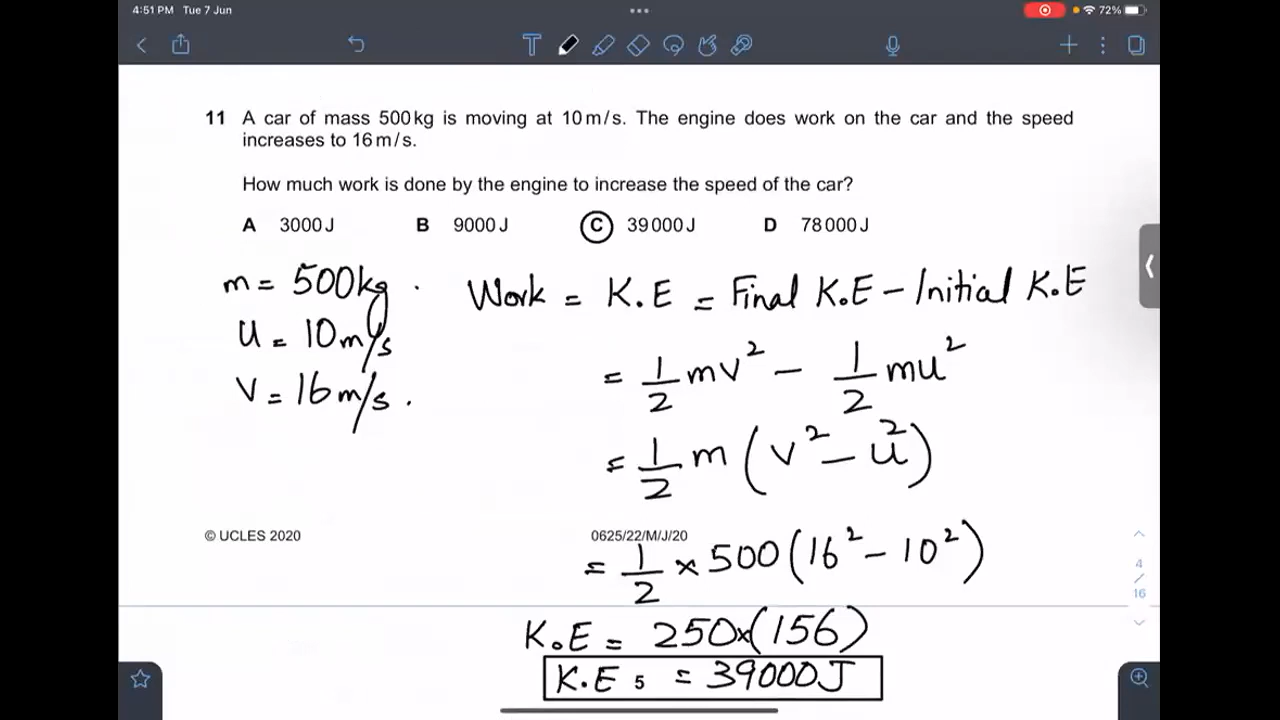 4:51 PM Tue 7 Jun
72%
11 A car of mass 500 kg is moving at 10 m / s. The engine does work on the car and the speed
increases to 16 m / s.
How much work is done by the engine to increase the speed of the car?
A 3000 J B 9000 J C 39 000 J D 78 000 J
m = 500kg . Work = K.E = Final K.E - Initial K.E
u = 10m/s
= 1/2 mv² - 1/2 mu²
v = 16m/s .
= 1/2 m (v² - u²)
© UCLES 2020 0625/22/M/J/20
= 1/2 × 500 (16² - 10²)
4
/
16
K.E = 250×(156)
K.E 5 = 39000J